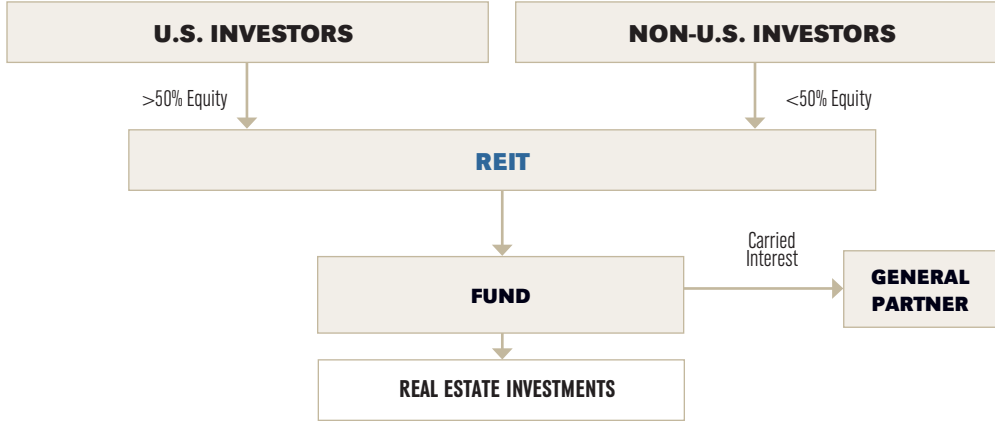 U.S. INVESTORS
NON-U.S. INVESTORS
>50% Equity
<50% Equity
REIT
Carried
Interest
FUND
GENERAL
PARTNER
REAL ESTATE INVESTMENTS